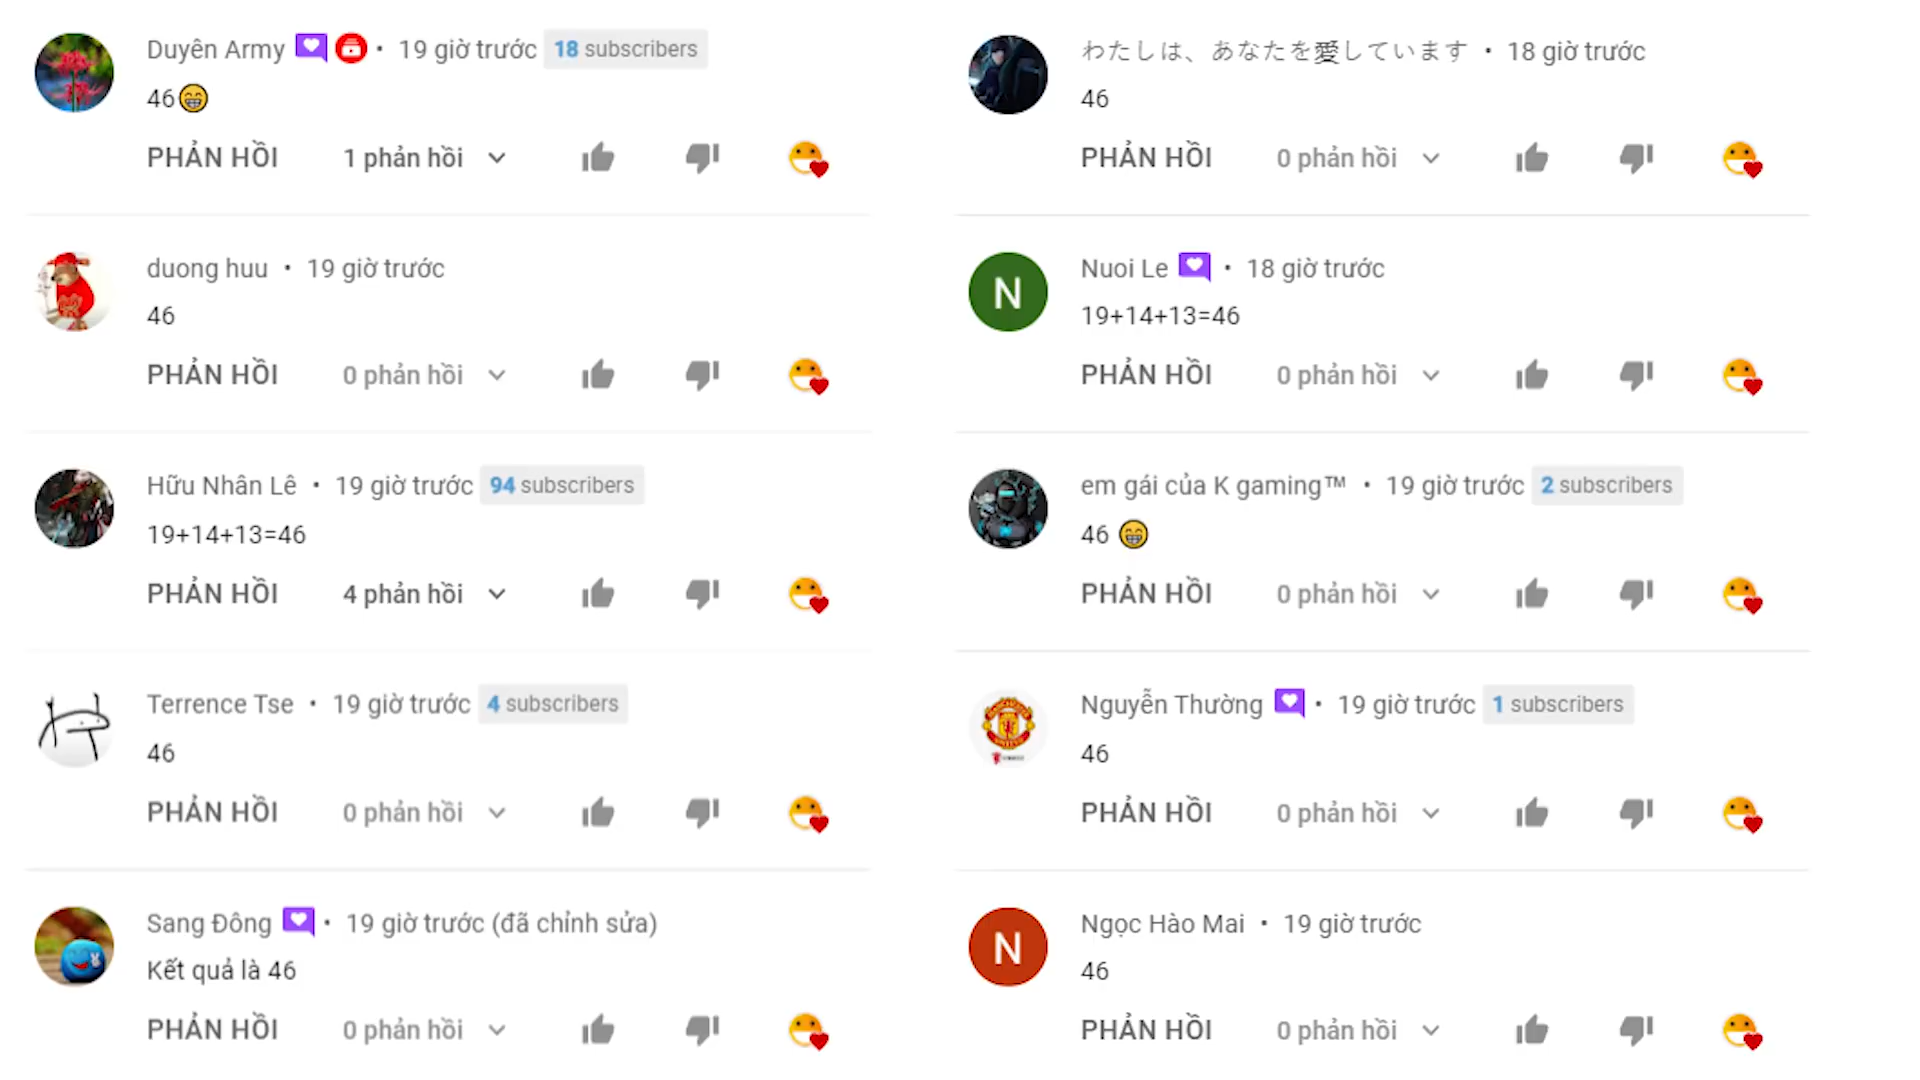 Duyên Army • 19 giờ trước 18 subscribers
46
PHẢN HỒI 1 phản hồi
duong huu • 19 giờ trước
46
PHẢN HỒI 0 phản hồi
Hữu Nhân Lê • 19 giờ trước 94 subscribers
19+14+13=46
PHẢN HỒI 4 phản hồi
Terrence Tse • 19 giờ trước 4 subscribers
46
PHẢN HỒI 0 phản hồi
Sang Đông • 19 giờ trước (đã chỉnh sửa)
Kết quả là 46
PHẢN HỒI 0 phản hồi
わたしは、あなたを愛しています • 18 giờ trước
46
PHẢN HỒI 0 phản hồi
N
Nuoi Le • 18 giờ trước
19+14+13=46
PHẢN HỒI 0 phản hồi
em gái của K gaming™ • 19 giờ trước 2 subscribers
46
PHẢN HỒI 0 phản hồi
Nguyễn Thường • 19 giờ trước 1 subscribers
46
PHẢN HỒI 0 phản hồi
N
Ngọc Hào Mai • 19 giờ trước
46
PHẢN HỒI 0 phản hồi